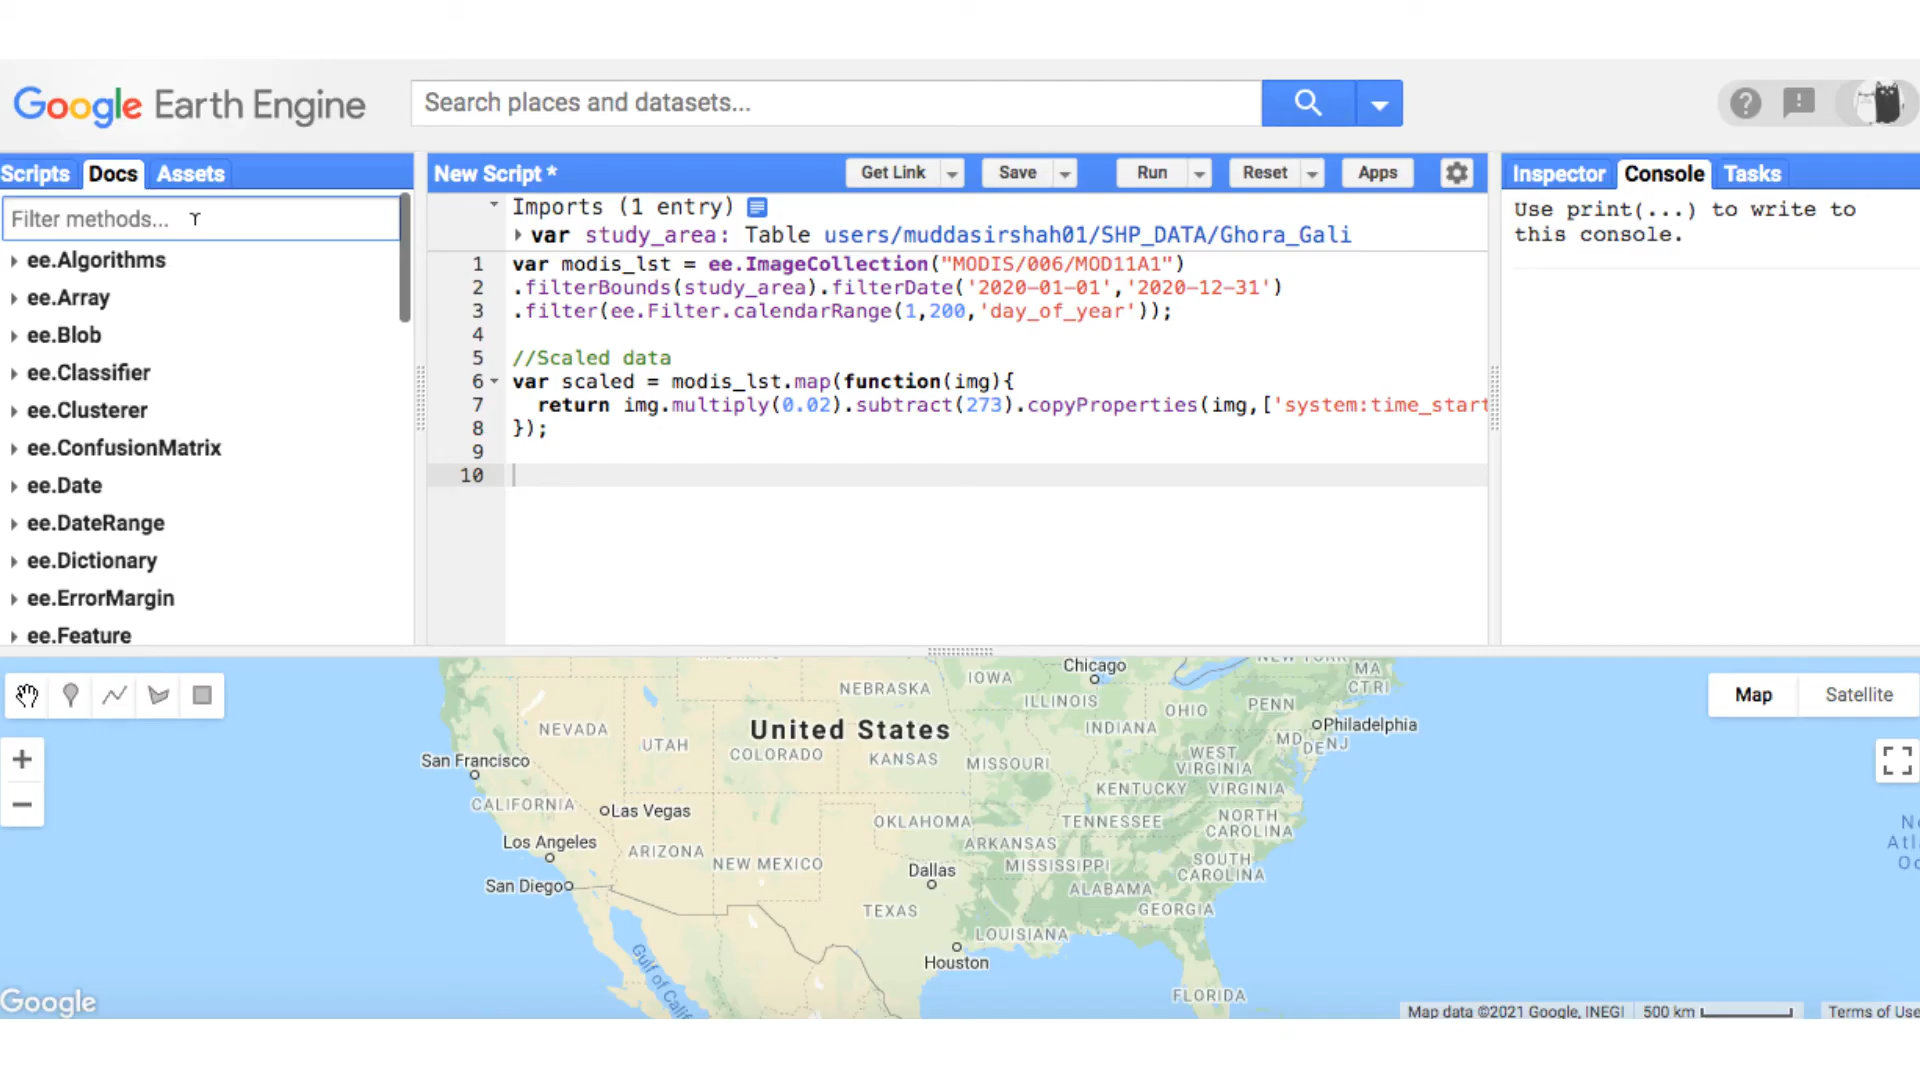 Google Earth Engine
Search places and datasets...
Scripts Docs Assets
Filter methods...
ee.Algorithms
ee.Array
ee.Blob
ee.Classifier
ee.Clusterer
ee.ConfusionMatrix
ee.Date
ee.DateRange
ee.Dictionary
ee.ErrorMargin
ee.Feature
New Script *
Get Link
Save
Run
Reset
Apps
Imports (1 entry)
var study_area: Table users/muddasirshah01/SHP_DATA/Ghora_Gali
1 var modis_lst = ee.ImageCollection("MODIS/006/MOD11A1")
2 .filterBounds(study_area).filterDate('2020-01-01','2020-12-31')
3 .filter(ee.Filter.calendarRange(1,200,'day_of_year'));
4
5 //Scaled data
6 var scaled = modis_lst.map(function(img){
7 return img.multiply(0.02).subtract(273).copyProperties(img,['system:time_start
8 });
9
10
Inspector Console Tasks
Use print(...) to write to
this console.
Map Satellite
Chicago
IOWA
NEBRASKA
ILLINOIS
OHIO
PENN
MA
CT RI
NEVADA
United States
INDIANA
Philadelphia
MD
DE NJ
UTAH
COLORADO
KANSAS
MISSOURI
WEST
VIRGINIA
San Francisco
KENTUCKY
VIRGINIA
CALIFORNIA
Las Vegas
OKLAHOMA
TENNESSEE
NORTH
CAROLINA
Los Angeles
ARIZONA
NEW MEXICO
ARKANSAS
MISSISSIPPI
SOUTH
CAROLINA
San Diego
Dallas
ALABAMA
TEXAS
GEORGIA
LOUISIANA
Houston
Gulf of Calif
FLORIDA
Google
Map data ©2021 Google, INEGI
500 km
Terms of Use